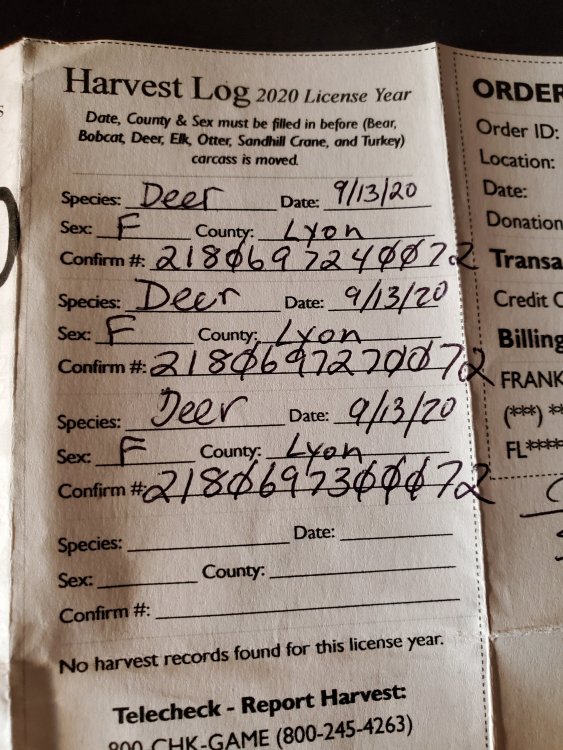 Harvest Log 2020 License Year
Date, County & Sex must be filled in before (Bear,
Bobcat, Deer, Elk, Otter, Sandhill Crane, and Turkey)
carcass is moved.
Species: Deer Date: 9/13/20
Sex: F County: Lyon
Confirm #: 218069724 0072
Species: Deer Date: 9/13/20
Sex: F County: Lyon
Confirm #: 2180697270072
Species: Deer Date: 9/13/20
Sex: F County: Lyon
Confirm #: 2180697300072
Species: Date:
Sex: County:
Confirm #:
No harvest records found for this license year.
Telecheck - Report Harvest:
800 CHK-GAME (800-245-4263)
ORDER
Order ID:
Location:
Date:
Donation
Transa
Credit C
Billing
FRANK
(***) **
FL****